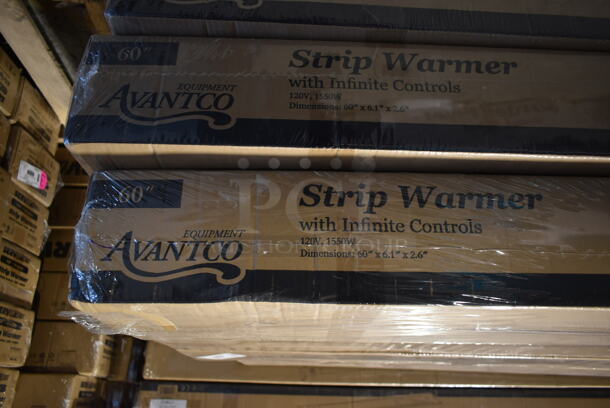 60"
EQUIPMENT
AVANTCO
Strip Warmer
with Infinite Controls
120V, 1550W
Dimensions: 60" x 6.1" x 2.6"
60"
EQUIPMENT
AVANTCO
Strip Warmer
with Infinite Controls
120V, 1550W
Dimensions: 60" x 6.1" x 2.6"